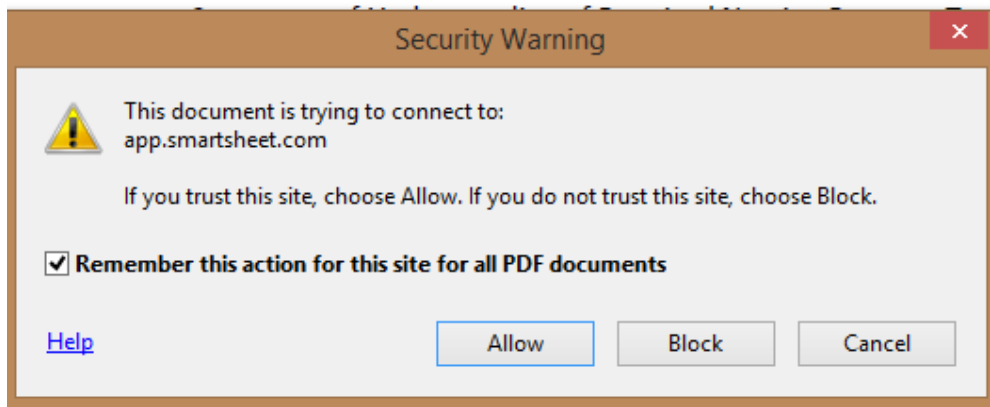 Security Warning
This document is trying to connect to:
app.smartsheet.com
If you trust this site, choose Allow. If you do not trust this site, choose Block.
Remember this action for this site for all PDF documents
Help
Allow
Block
Cancel